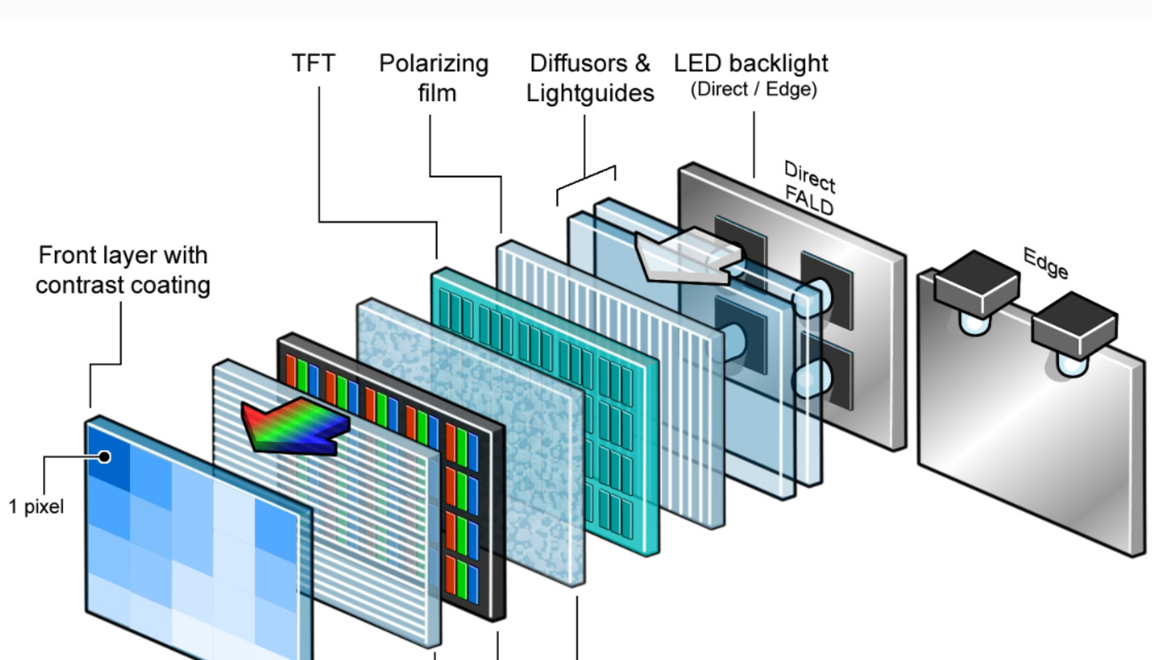 TFT
Polarizing
film
Diffusors &
Lightguides
LED backlight
(Direct / Edge)
Direct
FALD
Edge
Front layer with
contrast coating
1 pixel